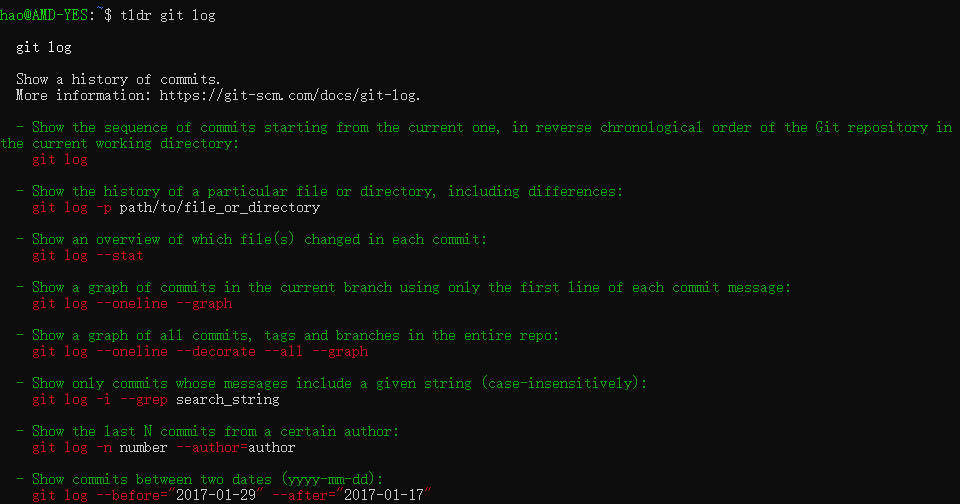 hao@AMD-YES:~$ tldr git log
git log
Show a history of commits.
More information: https://git-scm.com/docs/git-log.
- Show the sequence of commits starting from the current one, in reverse chronological order of the Git repository in
the current working directory:
git log
- Show the history of a particular file or directory, including differences:
git log -p path/to/file_or_directory
- Show an overview of which file(s) changed in each commit:
git log --stat
- Show a graph of commits in the current branch using only the first line of each commit message:
git log --oneline --graph
- Show a graph of all commits, tags and branches in the entire repo:
git log --oneline --decorate --all --graph
- Show only commits whose messages include a given string (case-insensitively):
git log -i --grep search_string
- Show the last N commits from a certain author:
git log -n number --author=author
- Show commits between two dates (yyyy-mm-dd):
git log --before="2017-01-29" --after="2017-01-17"